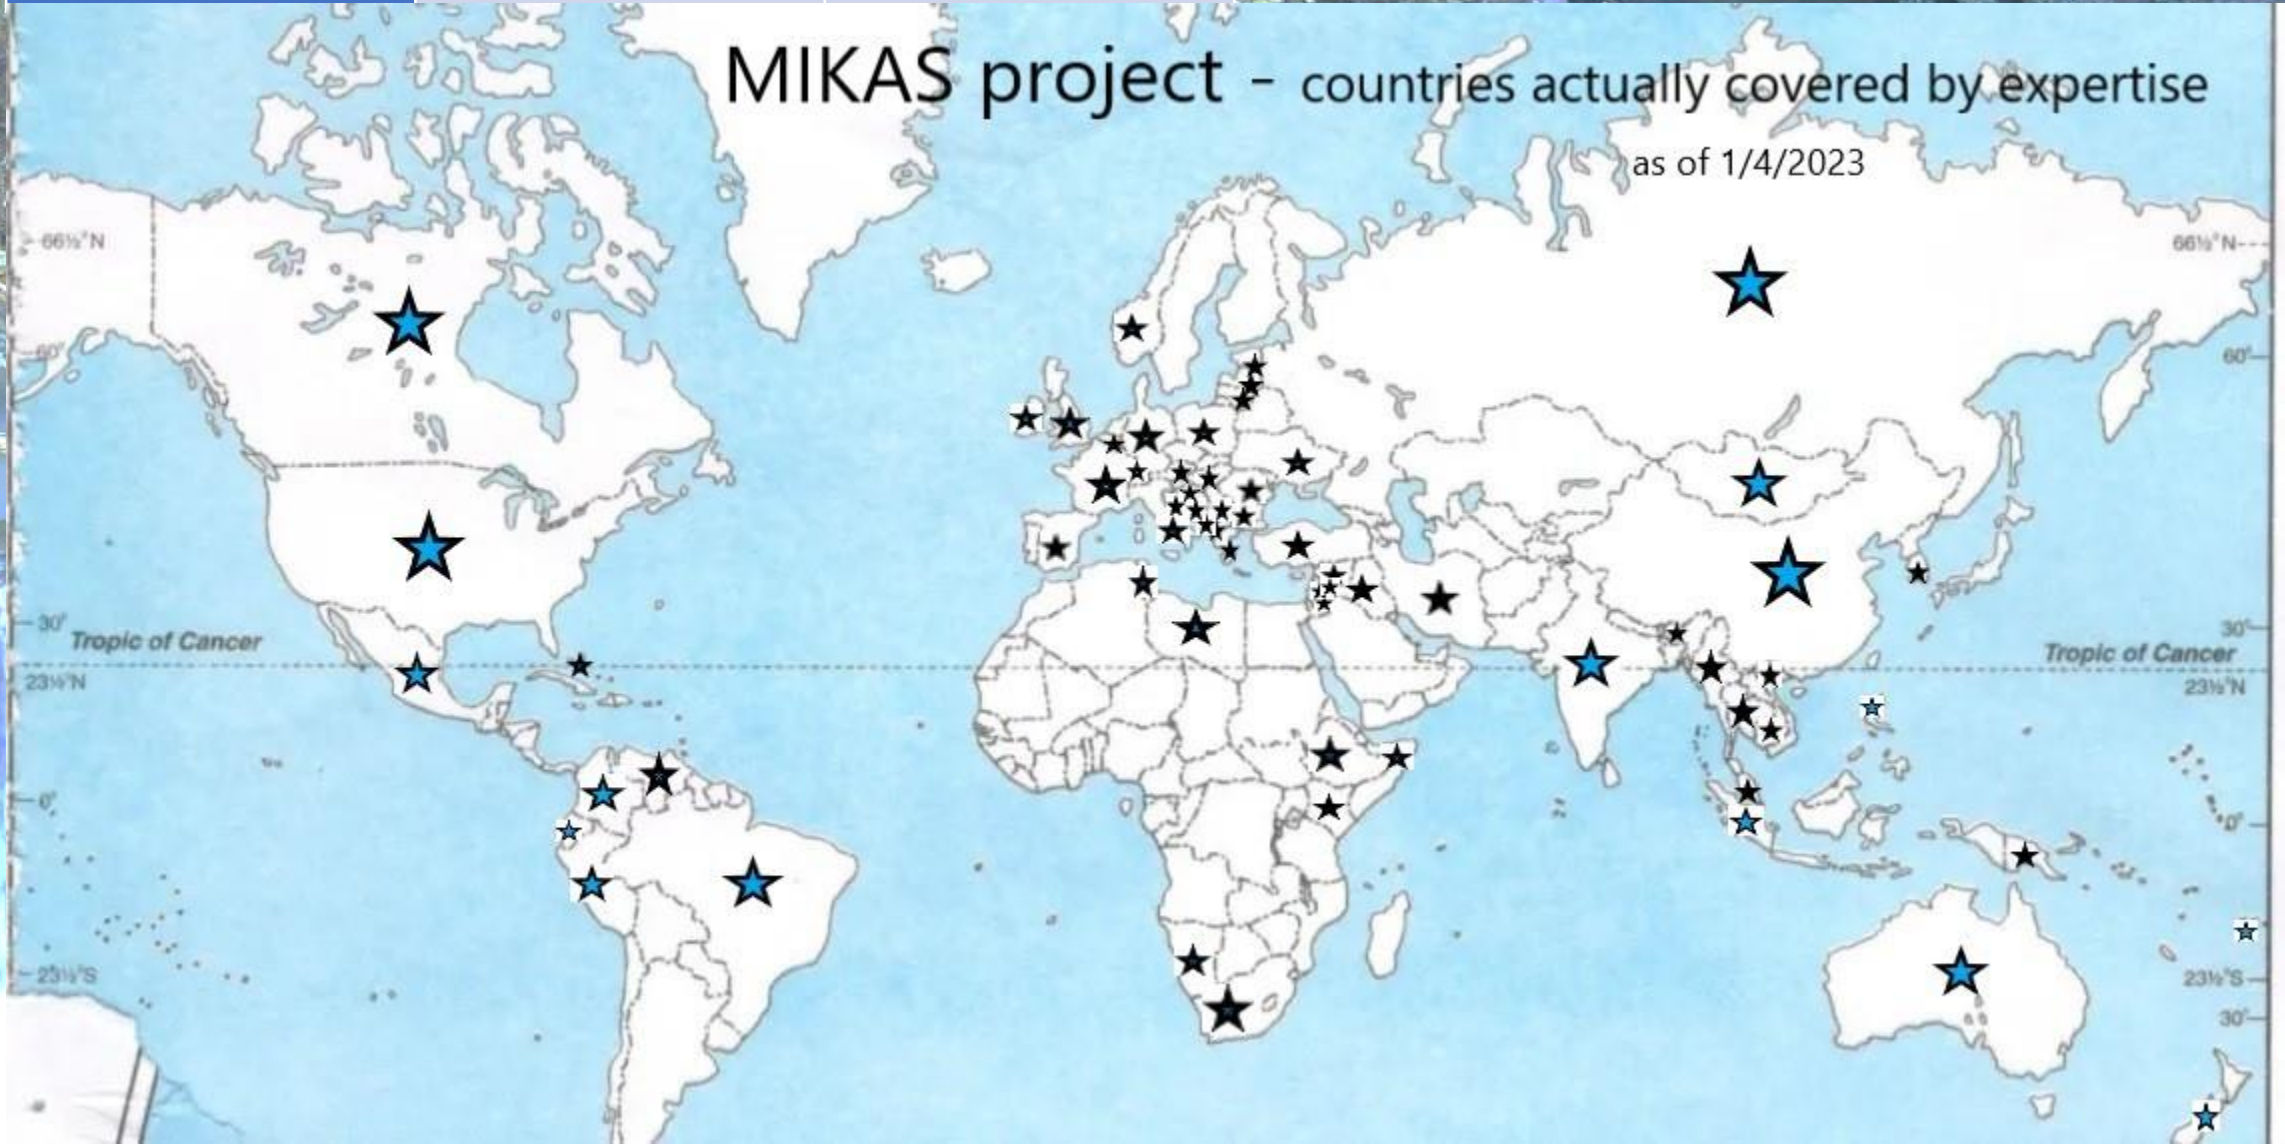 MIKAS project - countries actually covered by expertise
as of 1/4/2023
66½°N
66½°N
60°
60°
30°
30°
Tropic of Cancer
Tropic of Cancer
23½°N
23½°N
0°
0°
23½°S
23½°S
30°